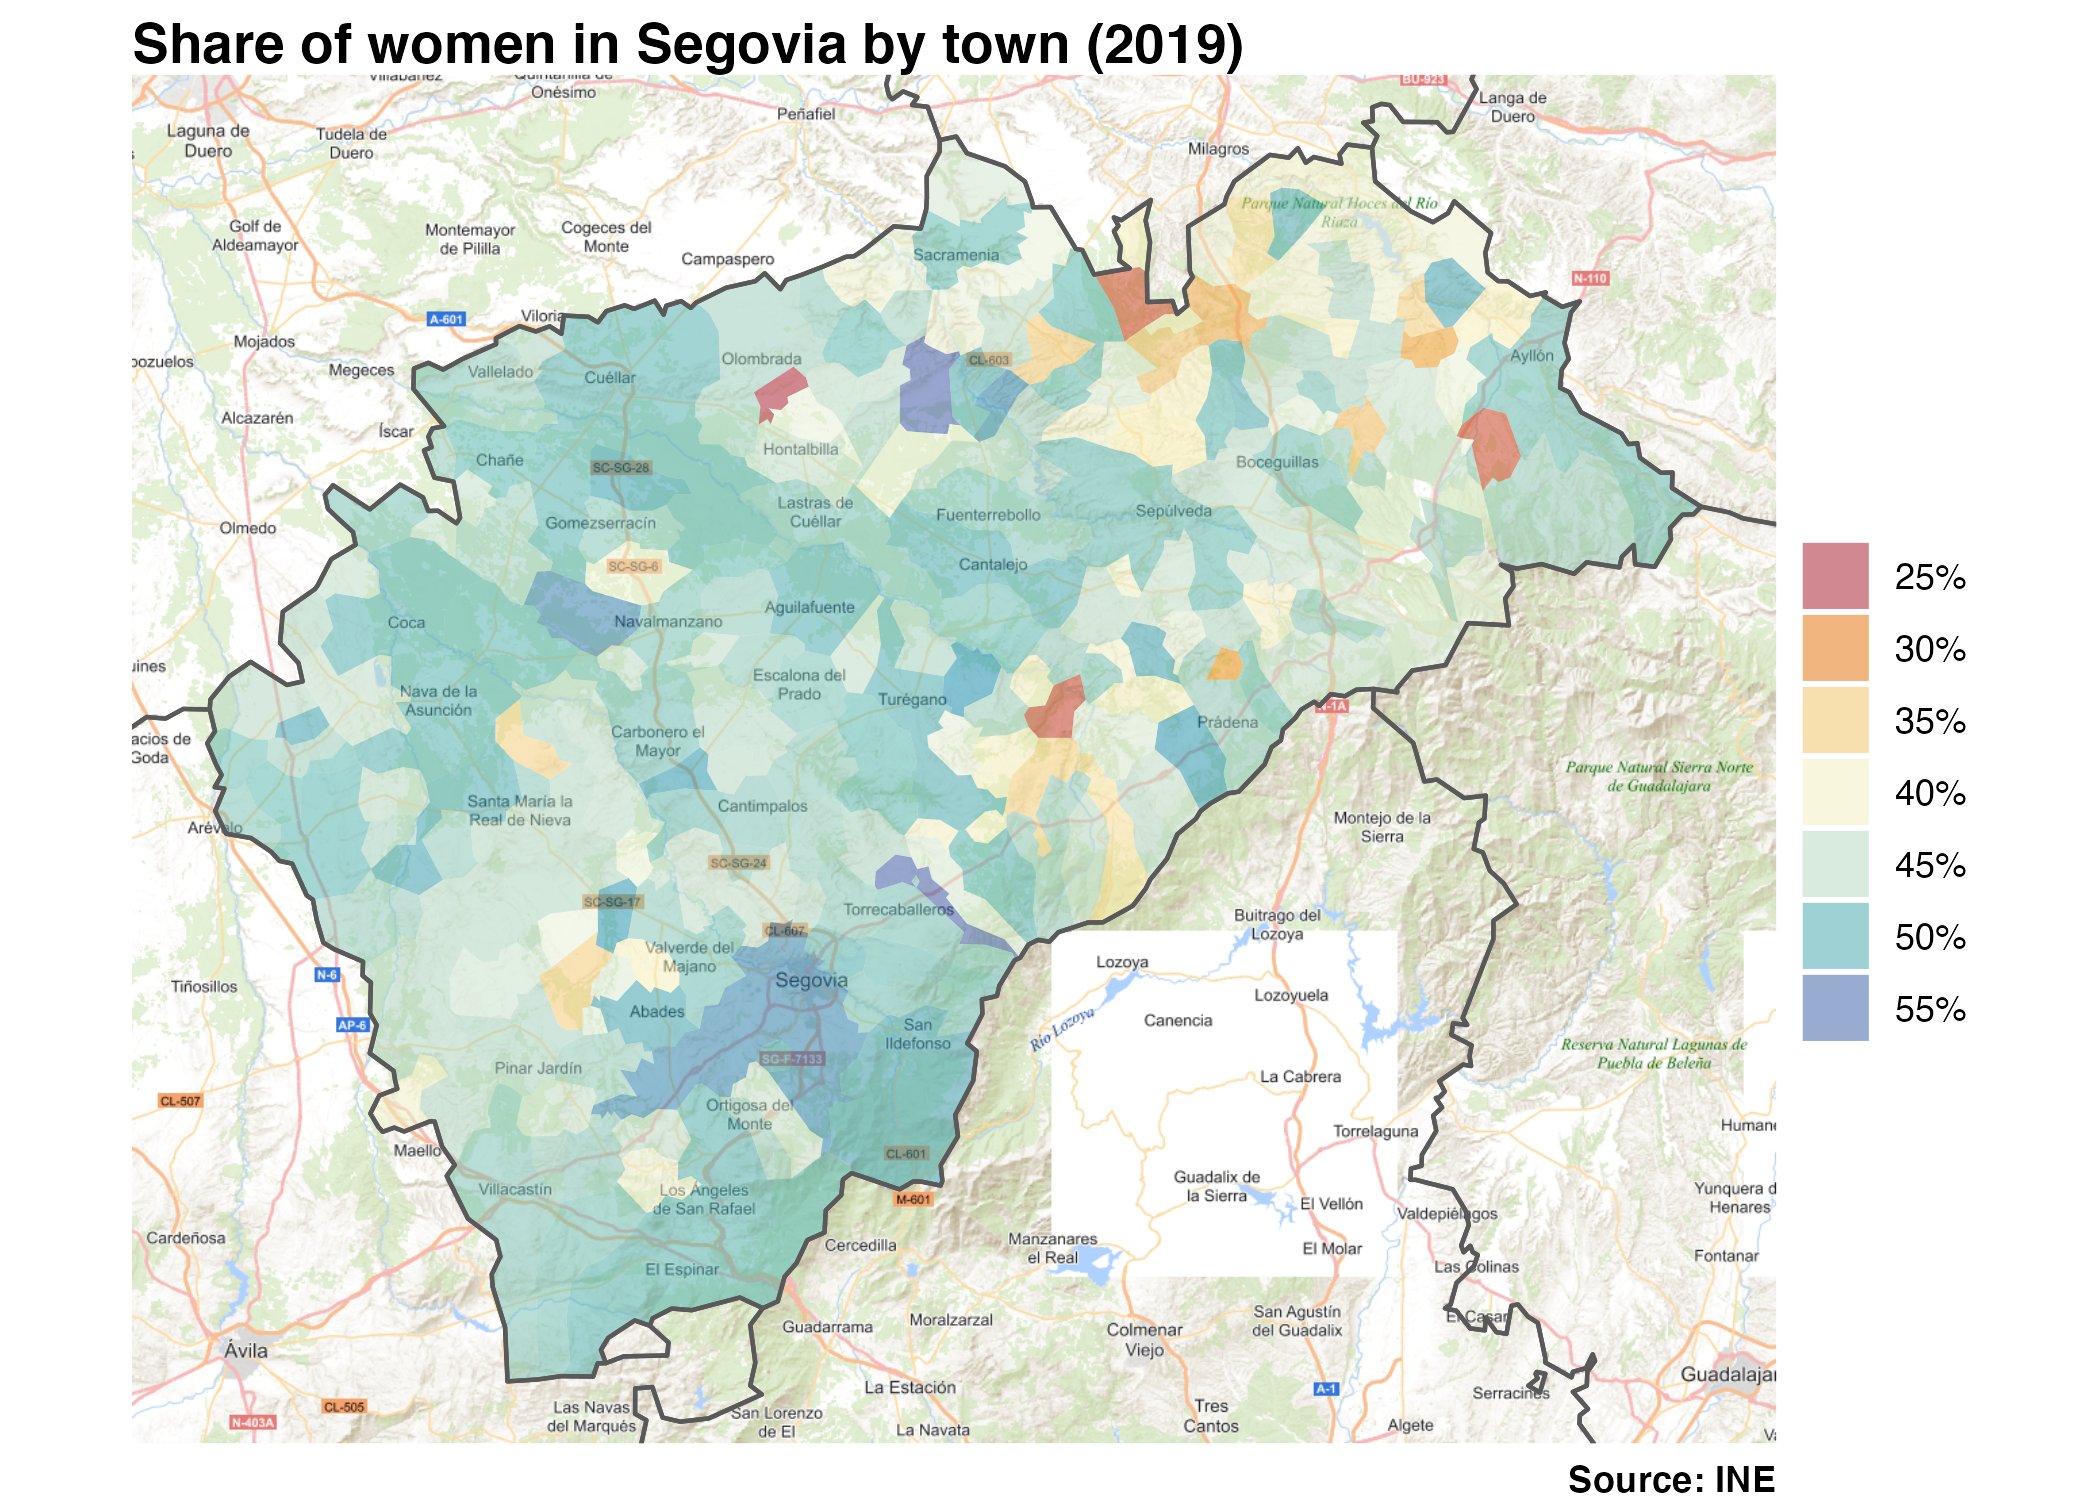 Share of women in Segovia by town (2019)
Villabáñez
Quintanilla de
Onésimo
BU-923
Langa de
Duero
Peñafiel
Laguna de
Duero
Tudela de
Duero
Milagros
Parque Natural Hoces del Río
Riaza
Golf de
Aldeamayor
Montemayor
de Pililla
Cogeces del
Monte
Campaspero
Sacramenia
N-110
A-601
Viloria
Mojados
Megeces
Vallelado
Cuéllar
Olombrada
CL-603
Ayllón
Alcazarén
Íscar
Hontalbilla
Chañe
SC-SG-28
Boceguillas
Olmedo
Gomezserracín
Lastras de
Cuéllar
Fuenterrebollo
Sepúlveda
SC-SG-6
Cantalejo
Coca
Navalmanzano
Aguilafuente
Nava de la
Asunción
Escalona del
Prado
Turégano
Carbonero el
Mayor
Prádena
N-1A
acios de
Goda
Parque Natural Sierra Norte
de Guadalajara
Santa María la
Real de Nieva
Cantimpalos
Arévalo
Montejo de la
Sierra
SC-SG-24
SC-SG-17
Torrecaballeros
Buitrago del
Lozoya
CL-607
Valverde del
Majano
Segovia
N-6
Tiñosillos
Lozoya
Lozoyuela
Abades
AP-6
San
Ildefonso
Río Lozoya
Canencia
Reserva Natural Lagunas de
Puebla de Beleña
SG-F-7133
Pinar Jardín
La Cabrera
CL-507
Ortigosa del
Monte
Torrelaguna
Humane
Maello
CL-601
Villacastín
Los Angeles
de San Rafael
M-601
Guadalix de
la Sierra
El Vellón
Valdepiélagos
Yunquera d
Henares
Cardeñosa
Cercedilla
Manzanares
el Real
El Molar
Fontanar
El Espinar
Las Colinas
Guadarrama
Moralzarzal
Colmenar
Viejo
San Agustín
del Guadalix
El Casar
Ávila
Guadalajar
La Estación
A-1
Serracines
N-403A
CL-505
Las Navas
del Marqués
San Lorenzo
de El
La Navata
Tres
Cantos
Algete
25%
30%
35%
40%
45%
50%
55%
Source: INE